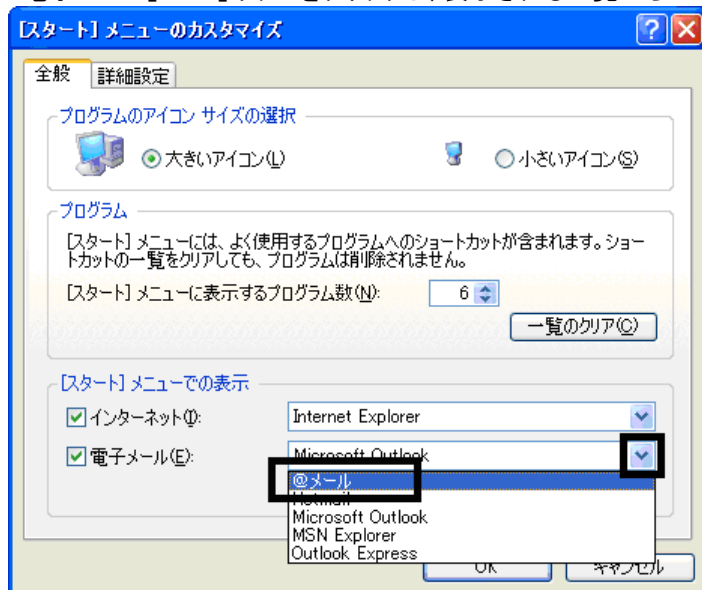 [スタート] メニューのカスタマイズ
全般 詳細設定
プログラムのアイコン サイズの選択
大きいアイコン(L) 小さいアイコン(S)
プログラム
[スタート] メニューには、よく使用するプログラムへのショートカットが含まれます。ショー
トカットの一覧をクリアしても、プログラムは削除されません。
[スタート] メニューに表示するプログラム数(N): 6
一覧のクリア(C)
[スタート] メニューでの表示
インターネット(I): Internet Explorer
電子メール(E): Microsoft Outlook
@メール
Hotmail
Microsoft Outlook
MSN Explorer
Outlook Express
OK キャンセル